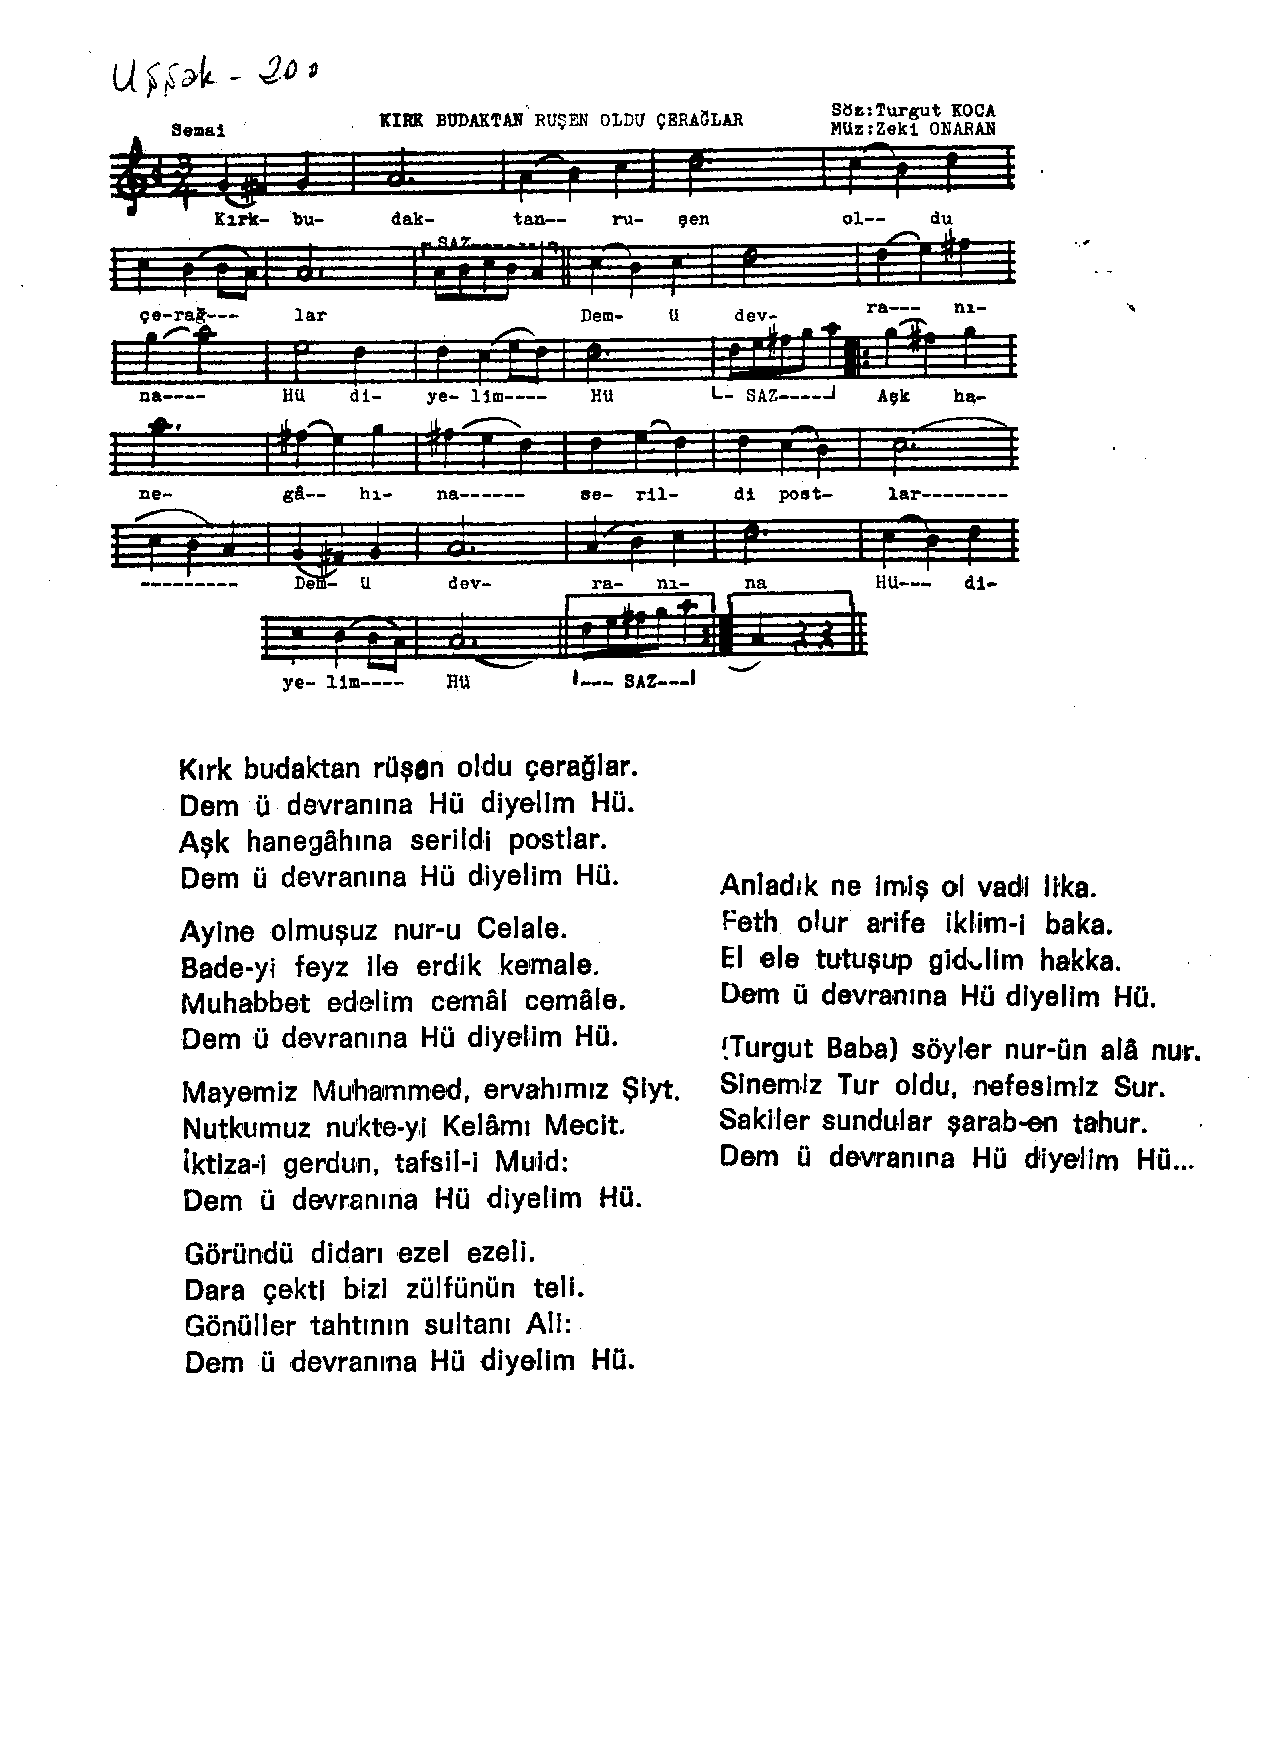 Uşşak - 200
Semai
KIRK BUDAKTAN RUŞEN OLDU ÇERAĞLAR
Söz:Turgut KOCA
Müz:Zeki ONARAN
Kırk- bu- dak- tan-- ru- şen ol-- du
SAZ------
çe-rağ--- lar Dem- ü dev- ra--- nı-
na---- Hü di- ye- lim---- Hü SAZ----- Aşk ha-
ne- gâ-- hı- na------ se- ril- di post- lar--------
--------- Dem- ü dev- ra- nı- na Hü--- di-
ye- lim---- Hü --- SAZ---
Kırk budaktan rüşen oldu çerağlar.
Dem ü devranına Hü diyelim Hü.
Aşk hanegâhına serildi postlar.
Dem ü devranına Hü diyelim Hü.
Ayine olmuşuz nur-u Celale.
Bade-yi feyz ile erdik kemale.
Muhabbet edelim cemâl cemâle.
Dem ü devranına Hü diyelim Hü.
Mayemiz Muhammed, ervahımız Şiyt.
Nutkumuz nukte-yi Kelâmı Mecit.
İktiza-i gerdun, tafsil-i Muid:
Dem ü devranına Hü diyelim Hü.
Göründü didarı ezel ezeli.
Dara çekti bizi zülfünün teli.
Gönüller tahtının sultanı Ali:
Dem ü devranına Hü diyelim Hü.
Anladık ne imiş ol vadi lika.
Feth olur arife iklim-i baka.
El ele tutuşup gidelim hakka.
Dem ü devranına Hü diyelim Hü.
(Turgut Baba) söyler nur-ün alâ nur.
Sinemiz Tur oldu, nefesimiz Sur.
Sakiler sundular şarab-en tahur.
Dem ü devranına Hü diyelim Hü...